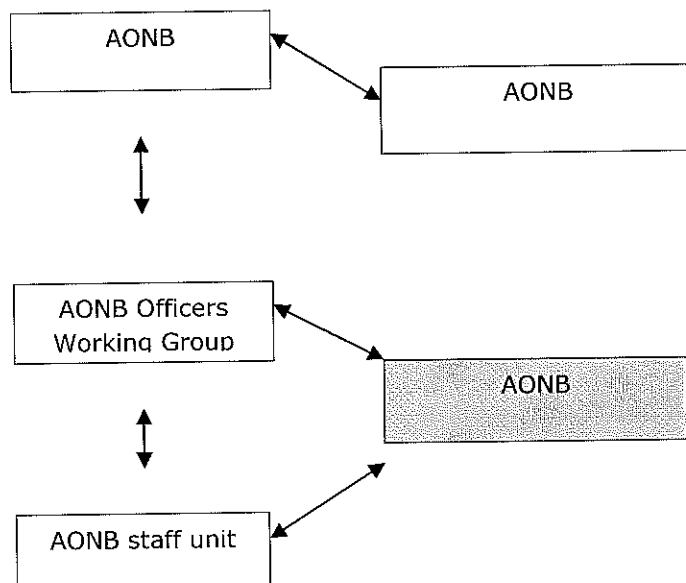 AONB
AONB
AONB Officers
Working Group
AONB
AONB staff unit